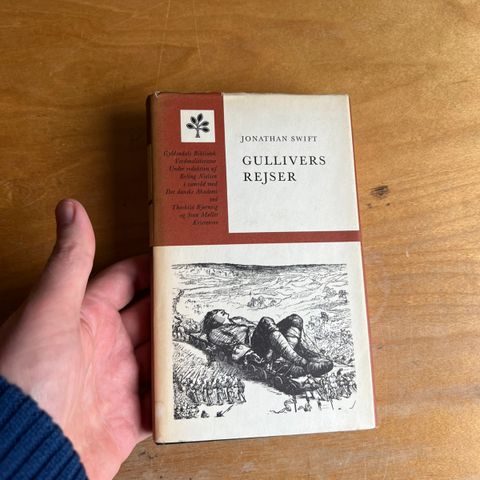 JONATHAN SWIFT
GULLIVERS
REJSER
Gyldendals Bibliotek
Verdenslitteratur
Under redaktion af
Erling Nielsen
i samråd med
Det danske Akademi
ved
Thorkild Bjørnvig
og Arne Møller
Kristensen